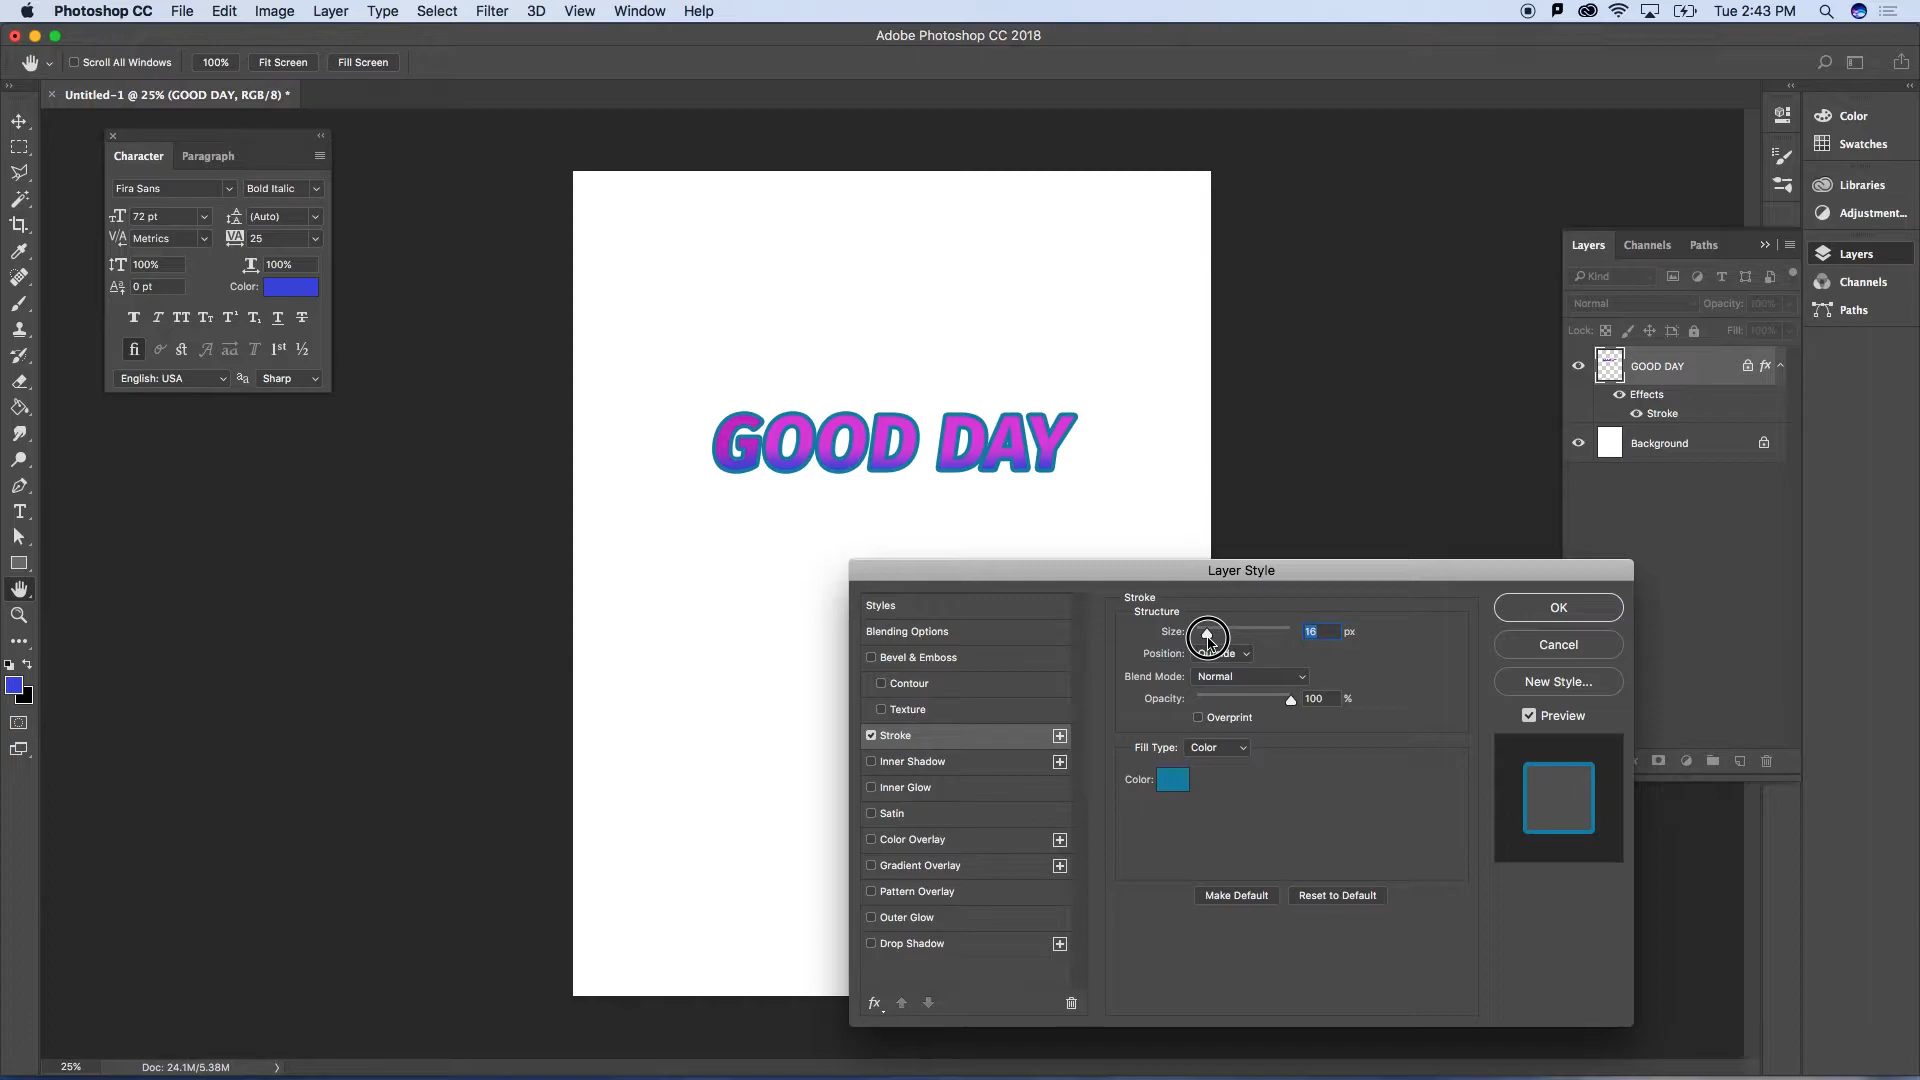 Photoshop CC File Edit Image Layer Type Select Filter 3D View Window Help Tue 2:43 PM
Adobe Photoshop CC 2018
Scroll All Windows 100% Fit Screen Fill Screen
Untitled-1 @ 25% (GOOD DAY, RGB/8) *
Character Paragraph
Fira Sans Bold Italic
72 pt (Auto)
Metrics 25
100% 100%
0 pt Color:
English: USA Sharp
GOOD DAY
Color
Swatches
Libraries
Adjustment...
Layers
Channels
Paths
Layers Channels Paths
Kind
Normal Opacity: 100%
Lock: Fill: 100%
GOOD DAY fx
Effects
Stroke
Background
Layer Style
Styles
Blending Options
Bevel & Emboss
Contour
Texture
Stroke
Inner Shadow
Inner Glow
Satin
Color Overlay
Gradient Overlay
Pattern Overlay
Outer Glow
Drop Shadow
fx
Stroke
Structure
Size: 16 px
Position:
Blend Mode: Normal
Opacity: 100 %
Overprint
Fill Type: Color
Color:
Make Default Reset to Default
OK
Cancel
New Style...
Preview
25% Doc: 24.1M/5.38M